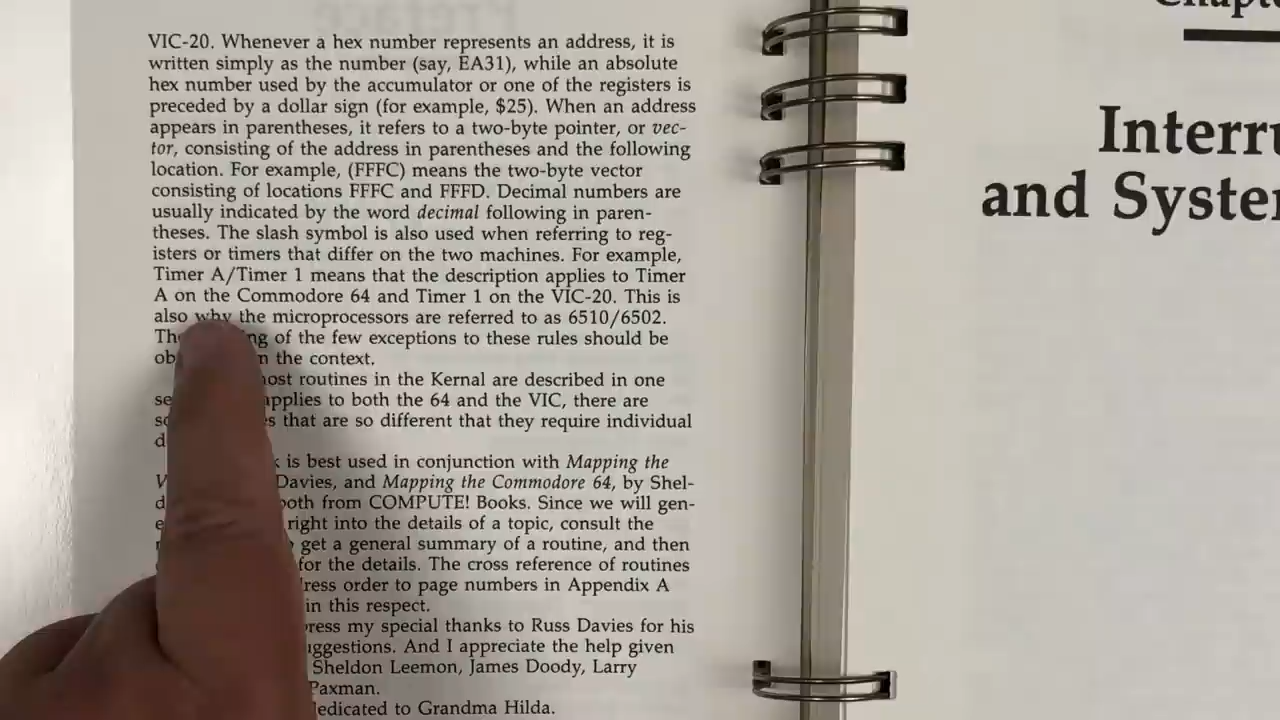 VIC-20. Whenever a hex number represents an address, it is
written simply as the number (say, EA31), while an absolute
hex number used by the accumulator or one of the registers is
preceded by a dollar sign (for example, $25). When an address
appears in parentheses, it refers to a two-byte pointer, or vec-
tor, consisting of the address in parentheses and the following
location. For example, (FFFC) means the two-byte vector
consisting of locations FFFC and FFFD. Decimal numbers are
usually indicated by the word decimal following in paren-
theses. The slash symbol is also used when referring to reg-
isters or timers that differ on the two machines. For example,
Timer A/Timer 1 means that the description applies to Timer
A on the Commodore 64 and Timer 1 on the VIC-20. This is
also why the microprocessors are referred to as 6510/6502.
of the few exceptions to these rules should be
the context.
routines in the Kernal are described in one
applies to both the 64 and the VIC, there are
that are so different that they require individual
is best used in conjunction with Mapping the
Davies, and Mapping the Commodore 64, by Shel-
both from COMPUTE! Books. Since we will gen-
right into the details of a topic, consult the
get a general summary of a routine, and then
for the details. The cross reference of routines
order to page numbers in Appendix A
in this respect.
my special thanks to Russ Davies for his
And I appreciate the help given
Sheldon Leemon, James Doody, Larry
Paxman.
to Grandma Hilda.
and